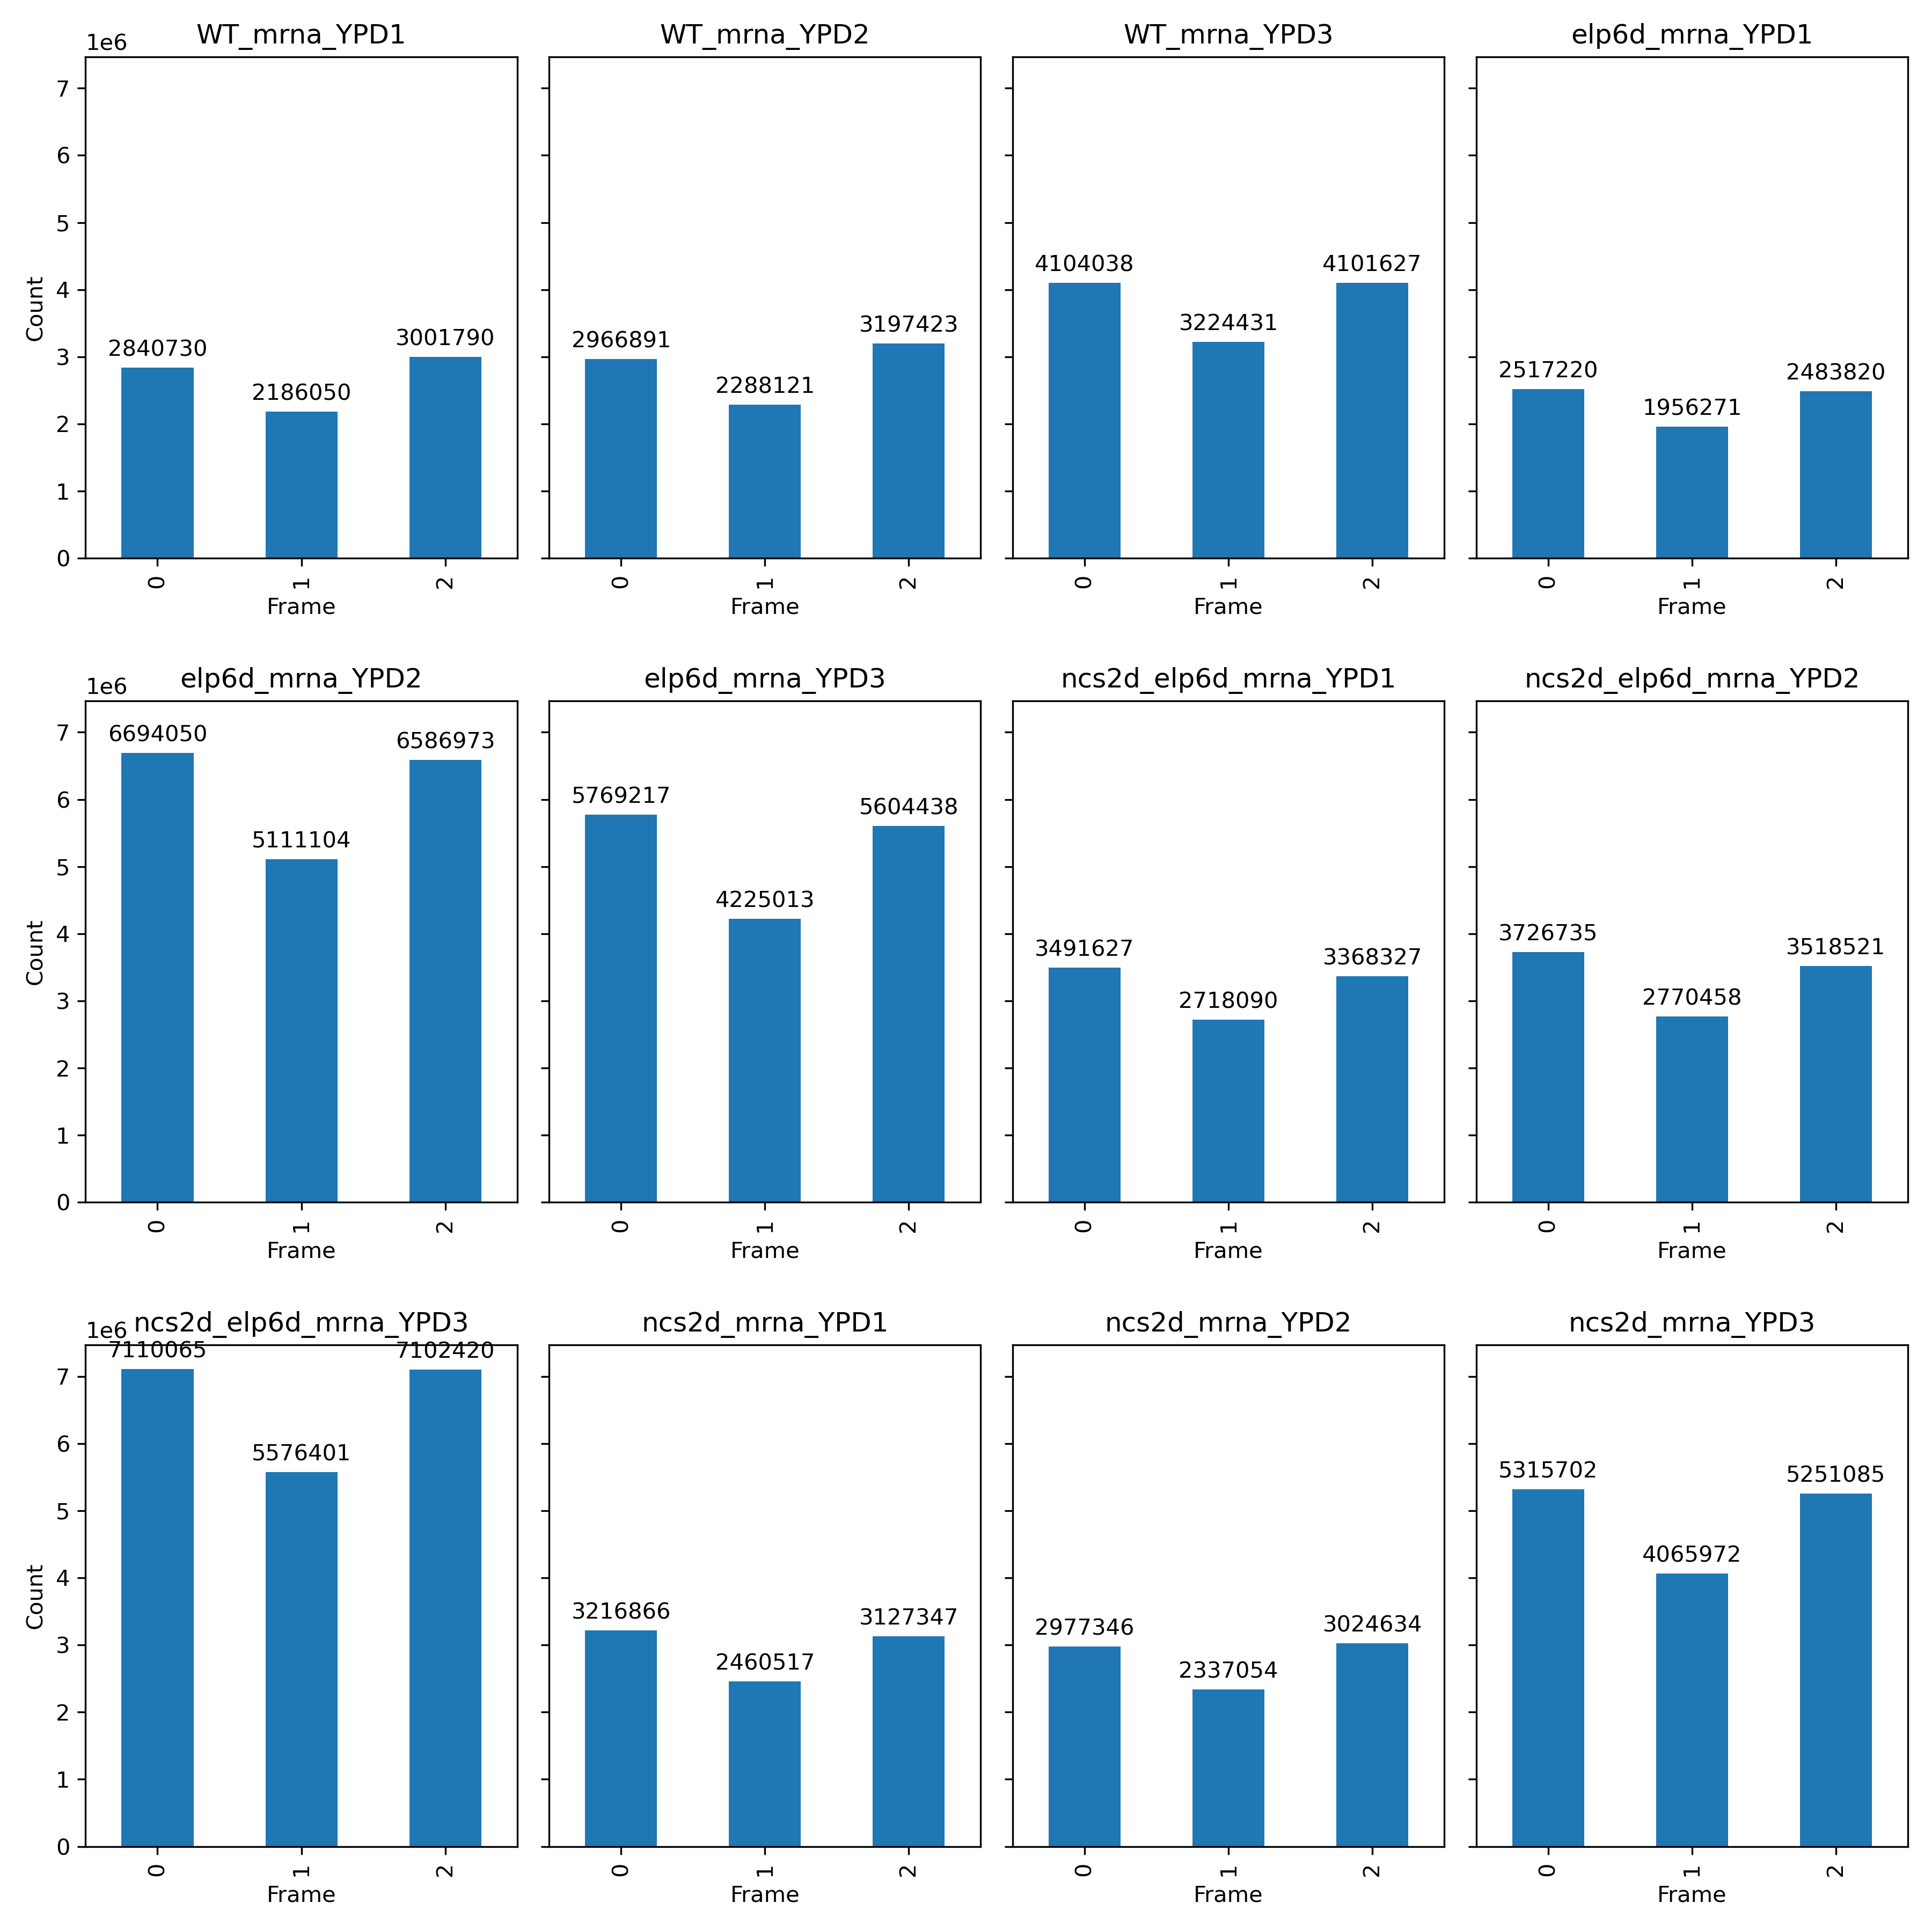 WT_mrna_YPD1 WT_mrna_YPD2 WT_mrna_YPD3 elp6d_mrna_YPD1
1e6
7
6
5
4
3
2
1
0
Count
2840730 2186050 3001790
2966891 2288121 3197423
4104038 3224431 4101627
2517220 1956271 2483820
0 1 2 0 1 2 0 1 2 0 1 2
Frame Frame Frame Frame
elp6d_mrna_YPD2 elp6d_mrna_YPD3 ncs2d_elp6d_mrna_YPD1 ncs2d_elp6d_mrna_YPD2
1e6
7
6
5
4
3
2
1
0
Count
6694050 5111104 6586973
5769217 4225013 5604438
3491627 2718090 3368327
3726735 2770458 3518521
0 1 2 0 1 2 0 1 2 0 1 2
Frame Frame Frame Frame
ncs2d_elp6d_mrna_YPD3 ncs2d_mrna_YPD1 ncs2d_mrna_YPD2 ncs2d_mrna_YPD3
1e6
7
6
5
4
3
2
1
0
Count
7110065 5576401 7102420
3216866 2460517 3127347
2977346 2337054 3024634
5315702 4065972 5251085
0 1 2 0 1 2 0 1 2 0 1 2
Frame Frame Frame Frame